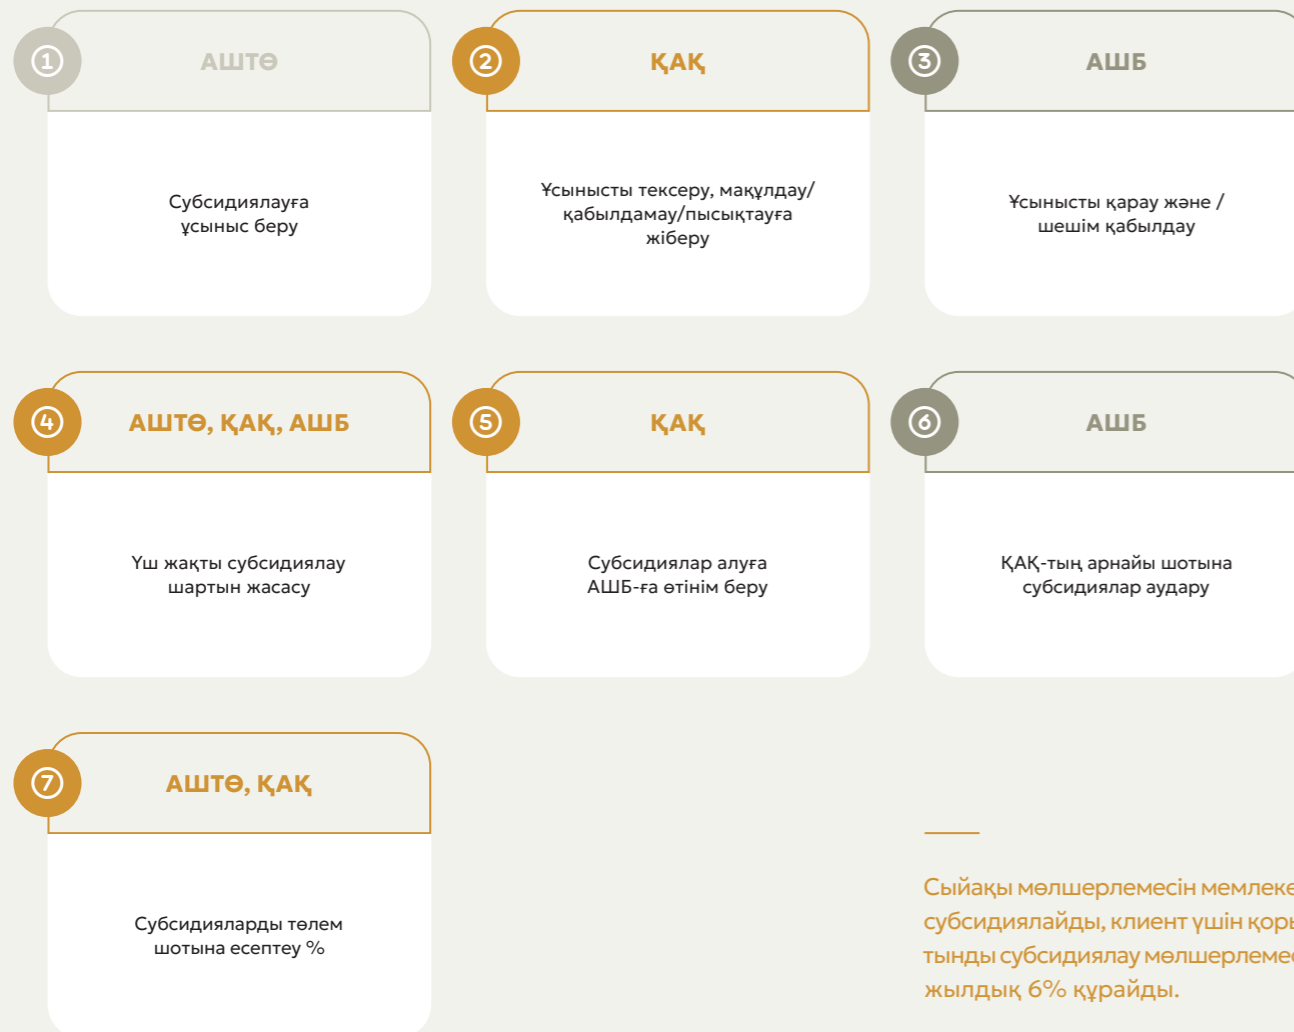 1
АШТӨ
Субсидиялауға
ұсыныс беру
2
ҚАҚ
Ұсынысты тексеру, мақұлдау/
қабылдамау/пысықтауға
жіберу
3
АШБ
Ұсынысты қарау және /
шешім қабылдау
4
АШТӨ, ҚАҚ, АШБ
Үш жақты субсидиялау
шартын жасасу
5
ҚАҚ
Субсидиялар алуға
АШБ-ға өтінім беру
6
АШБ
ҚАҚ-тың арнайы шотына
субсидиялар аудару
7
АШТӨ, ҚАҚ
Субсидияларды төлем
шотына есептеу %
Сыйақы мөлшерлемесін
субсидиялайды, клиент үшін
тынды субсидиялау
жылдық 6% құрайды.